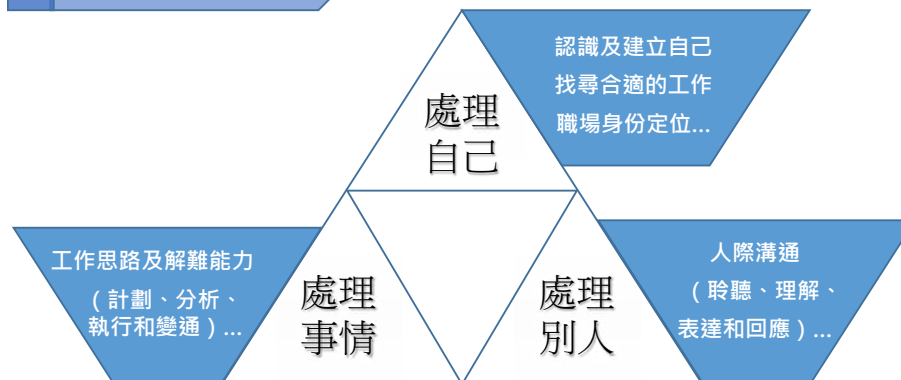 認識及建立自己
找尋合適的工作
職場身份定位...
處理
自己
工作思路及解難能力
(計劃、分析、
執行和變通)...
處理
事情
處理
別人
人際溝通
(聆聽、理解、
表達和回應)...